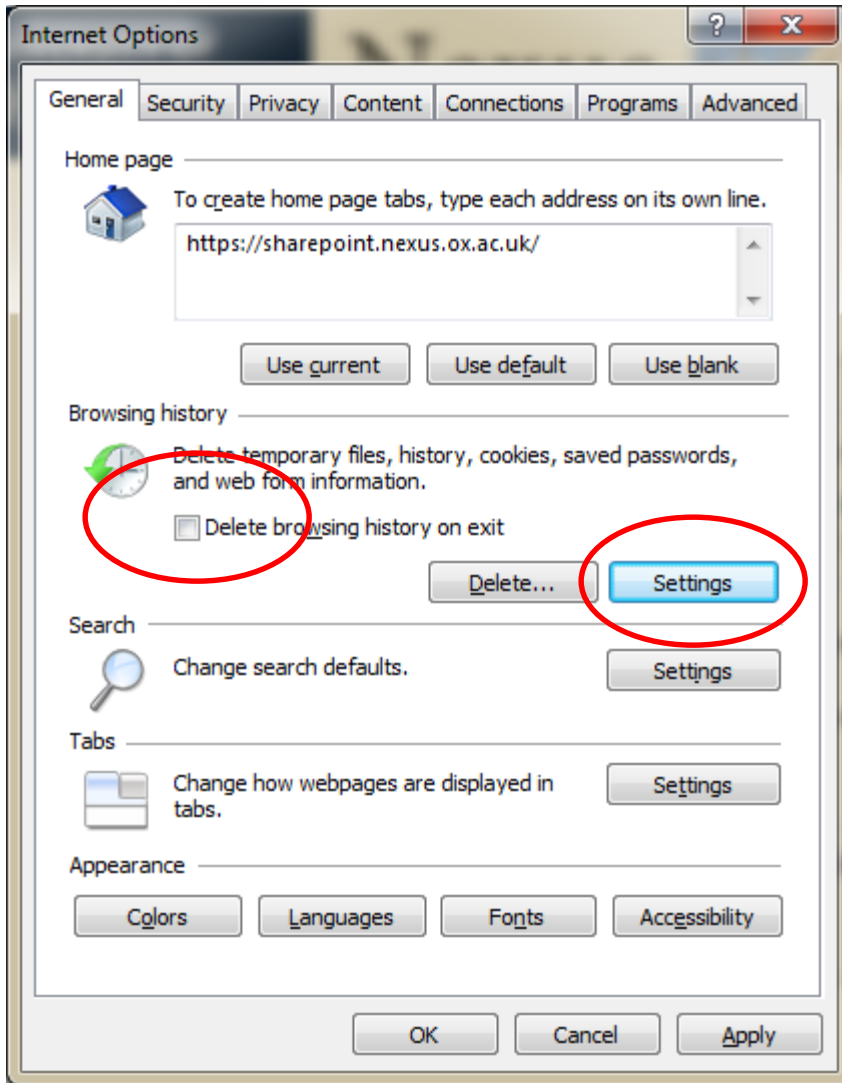 Internet Options
?
X
General Security Privacy Content Connections Programs Advanced
Home page
To create home page tabs, type each address on its own line.
https://sharepoint.nexus.ox.ac.uk/
Use current Use default Use blank
Browsing history
Delete temporary files, history, cookies, saved passwords,
and web form information.
Delete browsing history on exit
Delete... Settings
Search
Change search defaults.
Settings
Tabs
Change how webpages are displayed in
tabs.
Settings
Appearance
Colors Languages Fonts Accessibility
OK Cancel Apply